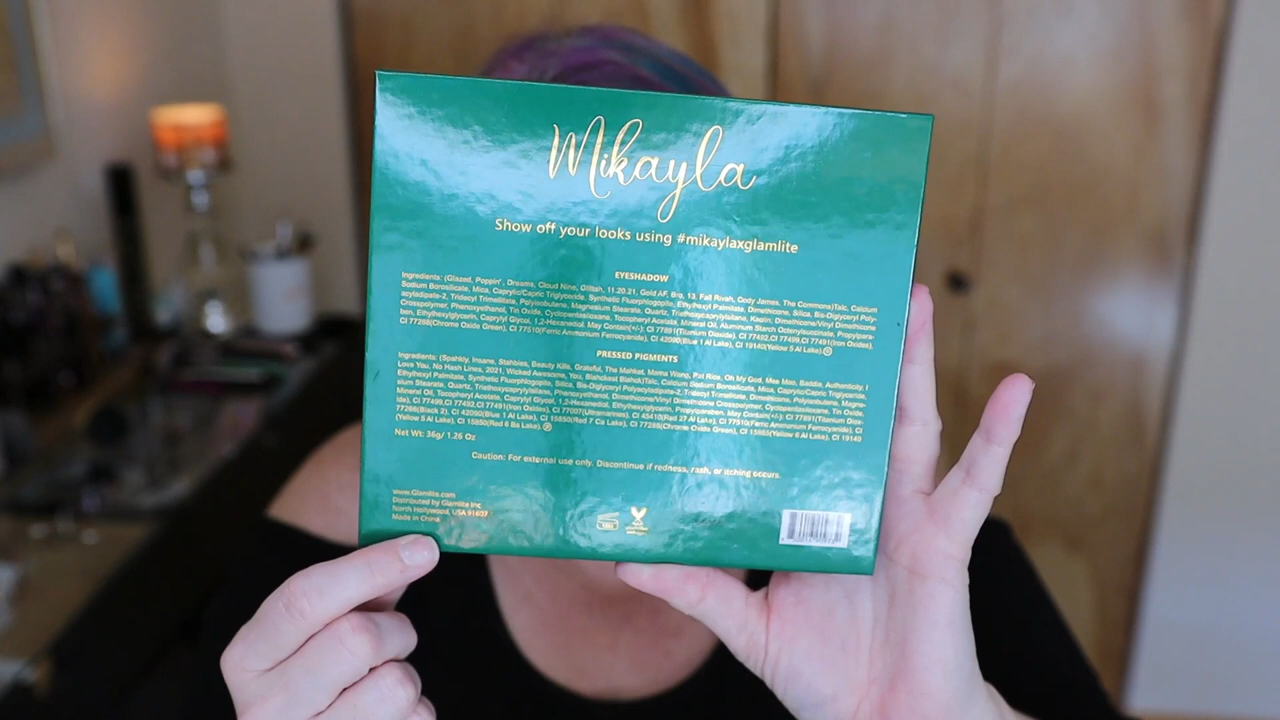 Mikayla
Show off your looks using #mikaylaxglamlite
EYESHADOW
Ingredients: (Glazed, Poppin', Dreams, Cloud Nine, Glittah, 11.20.21, Gold AF, Bro, 13, Fall Rivah, Cody James, The Commons)Talc, Calcium
Sodium Borosilicate, Mica, Caprylic/Capric Triglyceride, Synthetic Fluorphlogopite, Ethylhexyl Palmitate, Dimethicone, Silica, Bis-Diglyceryl Poly-
acyladipate-2, Tridecyl Trimellitate, Polyisobutene, Magnesium Stearate, Quartz, Triethoxycaprylylsilane, Kaolin, Dimethicone/Vinyl Dimethicone
Crosspolymer, Phenoxyethanol, Tin Oxide, Cyclopentasiloxane, Tocopheryl Acetate, Mineral Oil, Aluminum Starch Octenylsuccinate, Propylpara-
ben, Ethylhexylglycerin, Caprylyl Glycol, 1,2-Hexanediol. May Contain(+/-): CI 77891(Titanium Dioxide), CI 77492,CI 77499,CI 77491(Iron Oxides),
CI 77288(Chrome Oxide Green), CI 77510(Ferric Ammonium Ferrocyanide), CI 42090(Blue 1 Al Lake), CI 19140(Yellow 5 Al Lake).
PRESSED PIGMENTS
Ingredients: (Spahkly, Insane, Stahbies, Beauty Kills, Grateful, The Mahket, Mama Wong, Pad Rice, Oh My God, Mee Mao, Baddie, Authenticity, I
Love You, No Hash Lines, 2021, Wicked Awesome, You, Blahckest Blahck)Talc, Calcium Sodium Borosilicate, Mica, Caprylic/Capric Triglyceride,
Ethylhexyl Palmitate, Synthetic Fluorphlogopite, Silica, Bis-Diglyceryl Polyacyladipate-2, Tridecyl Trimellitate, Dimethicone, Polyisobutene, Magne-
sium Stearate, Quartz, Triethoxycaprylylsilane, Phenoxyethanol, Dimethicone/Vinyl Dimethicone Crosspolymer, Cyclopentasiloxane, Tin Oxide,
Mineral Oil, Tocopheryl Acetate, Caprylyl Glycol, 1,2-Hexanediol, Ethylhexylglycerin, Propylparaben. May Contain(+/-): CI 77891(Titanium Diox-
ide), CI 77499,CI 77492,CI 77491(Iron Oxides), CI 77007(Ultramarines), CI 45410(Red 27 Al Lake), CI 77510(Ferric Ammonium Ferrocyanide), CI
77266(Black 2), CI 42090(Blue 1 Al Lake), CI 15850(Red 7 Ca Lake), CI 77288(Chrome Oxide Green), CI 15985(Yellow 6 Al Lake), CI 19140
(Yellow 5 Al Lake), CI 15850(Red 6 Ba Lake).
Net Wt: 36g/ 1.26 Oz
Caution: For external use only. Discontinue if redness, rash, or itching occurs.
www.Glamlite.com
Distributed by Glamlite Inc
North Hollywood, USA 91607
Made in China